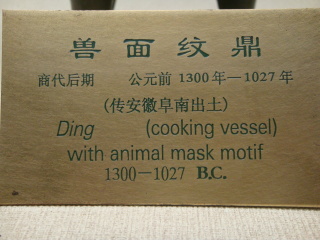 兽面纹鼎
商代后期 公元前1300年—1027年
(传安徽阜南出土)
Ding (cooking vessel)
with animal mask motif
1300—1027 B.C.